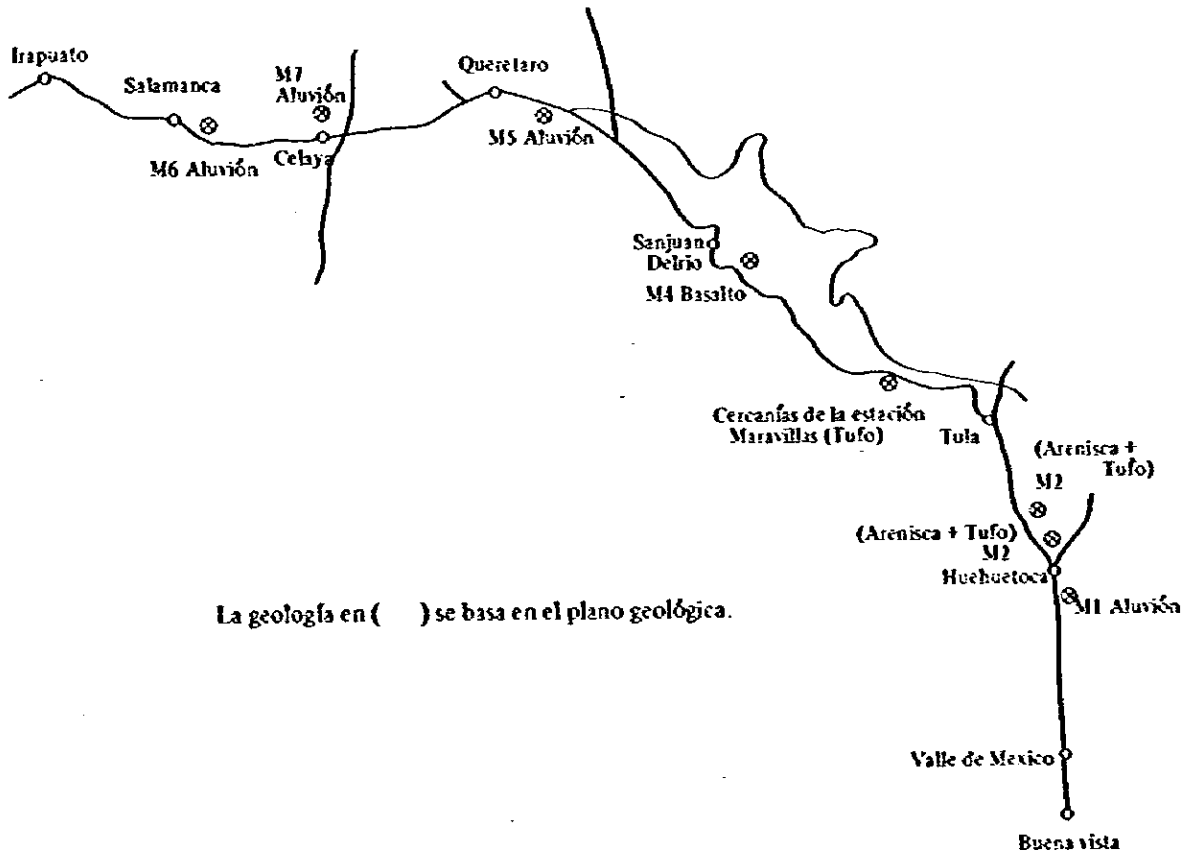 Irapuato
Salamanca
M7
Aluvión
Queretaro
M6 Aluvión
Celaya
M5 Aluvión
Sanjuan
Delrio
M4 Basalto
Cercanías de la estación
Maravillas (Tufo)
Tula
(Arenisca +
Tufo)
M2
(Arenisca + Tufo)
M2
Huehuetoca
M1 Aluvión
La geología en ( ) se basa en el plano geológica.
Valle de Mexico
Buena vista